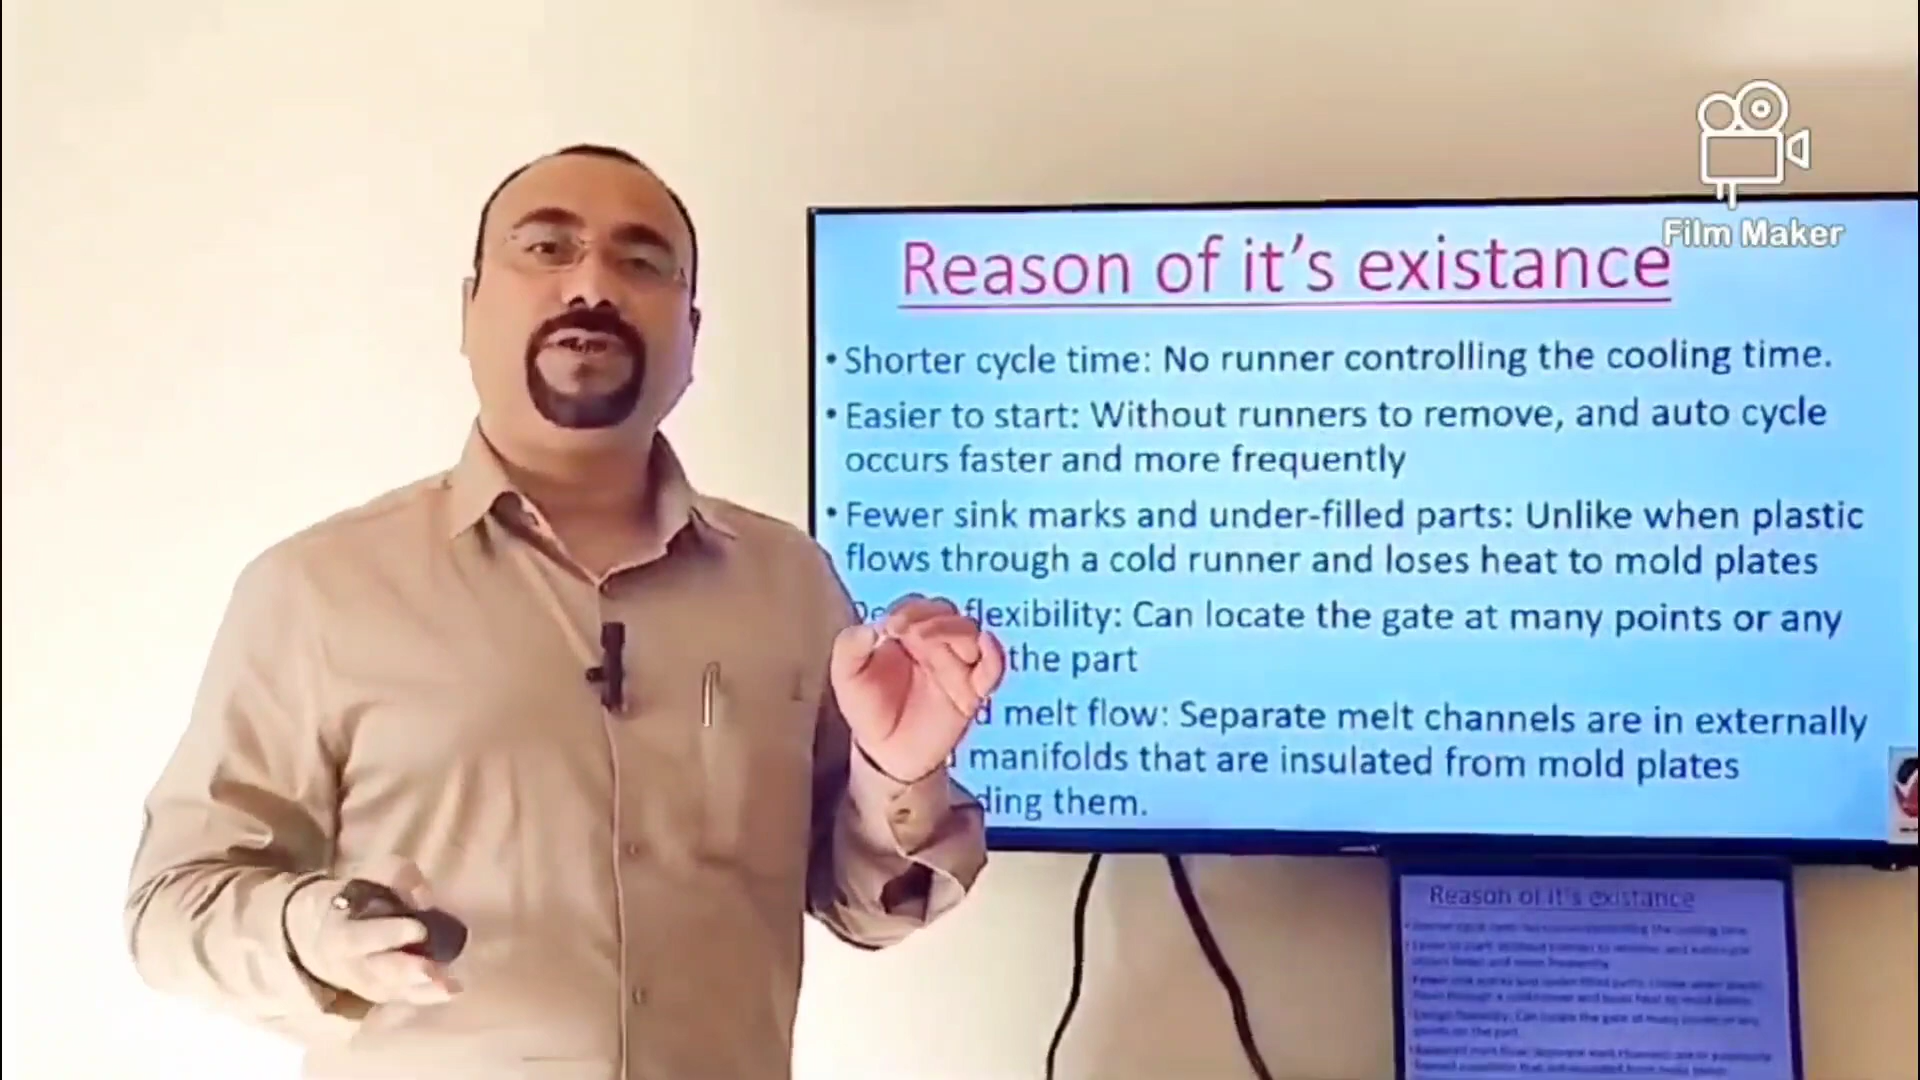 Film Maker
Reason of it's existance
• Shorter cycle time: No runner controlling the cooling time.
• Easier to start: Without runners to remove, and auto cycle
occurs faster and more frequently
• Fewer sink marks and under-filled parts: Unlike when plastic
flows through a cold runner and loses heat to mold plates
flexibility: Can locate the gate at many points or any
the part
melt flow: Separate melt channels are in externally
manifolds that are insulated from mold plates
them.
Reason of it's existance